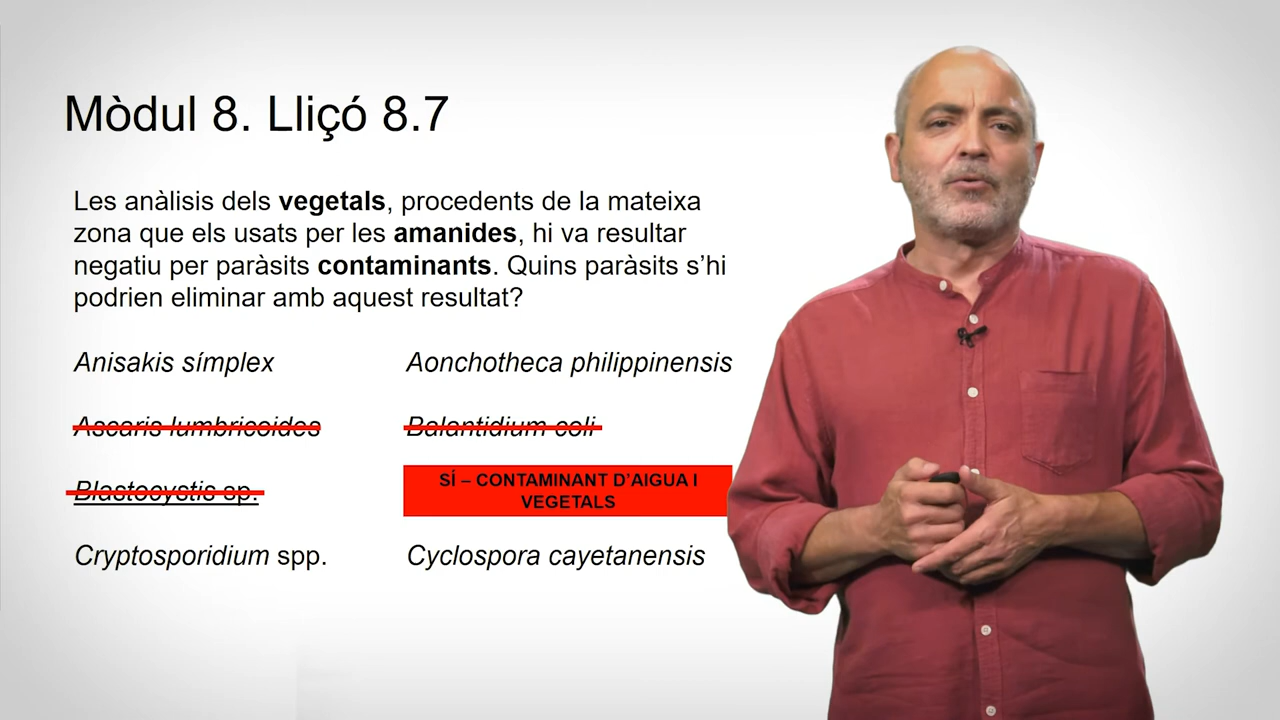 Mòdul 8. Lliçó 8.7
Les anàlisis dels vegetals, procedents de la mateixa
zona que els usats per les amanides, hi va resultar
negatiu per paràsits contaminants. Quins paràsits s’hi
podrien eliminar amb aquest resultat?
Anisakis símplex
Aonchotheca philippinensis
Ascaris lumbricoides
Balantidium coli
Blastocystis sp.
SÍ – CONTAMINANT D’AIGUA I
VEGETALS
Cryptosporidium spp.
Cyclospora cayetanensis